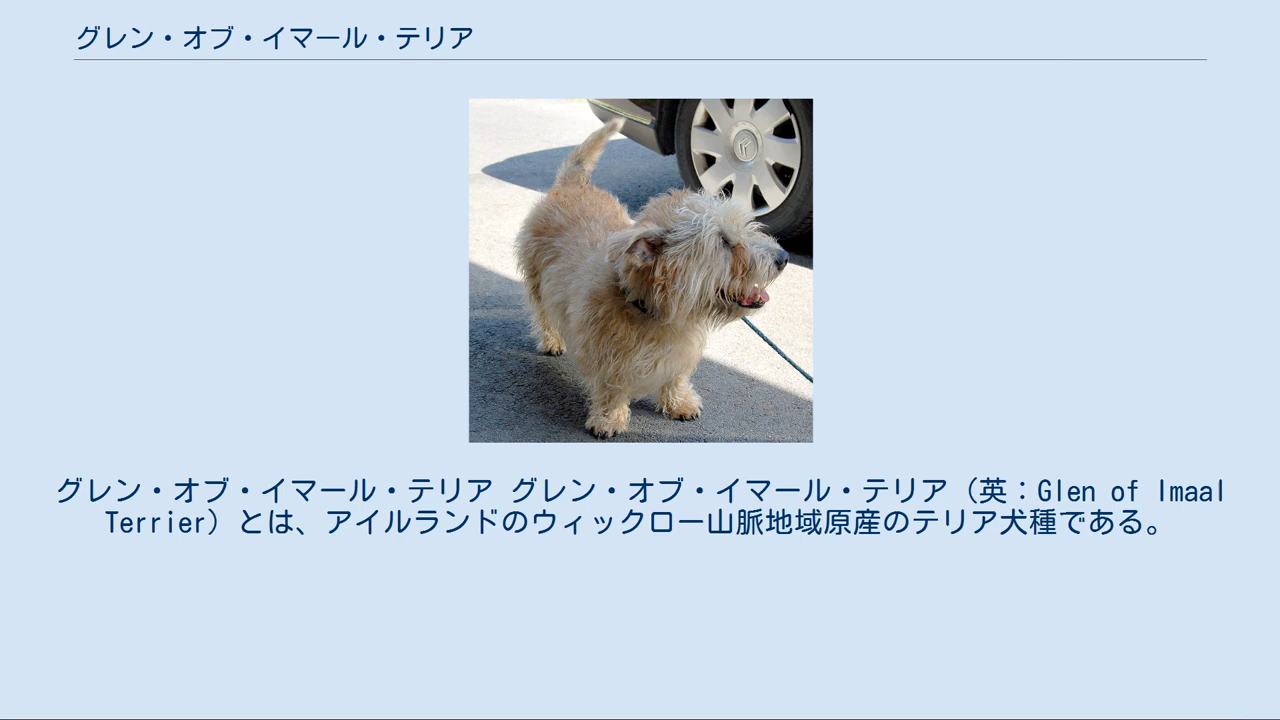 グレン・オブ・イマール・テリア
グレン・オブ・イマール・テリア グレン・オブ・イマール・テリア（英：Glen of Imaal
Terrier）とは、アイルランドのウィックロー山脈地域原産のテリア犬種である。